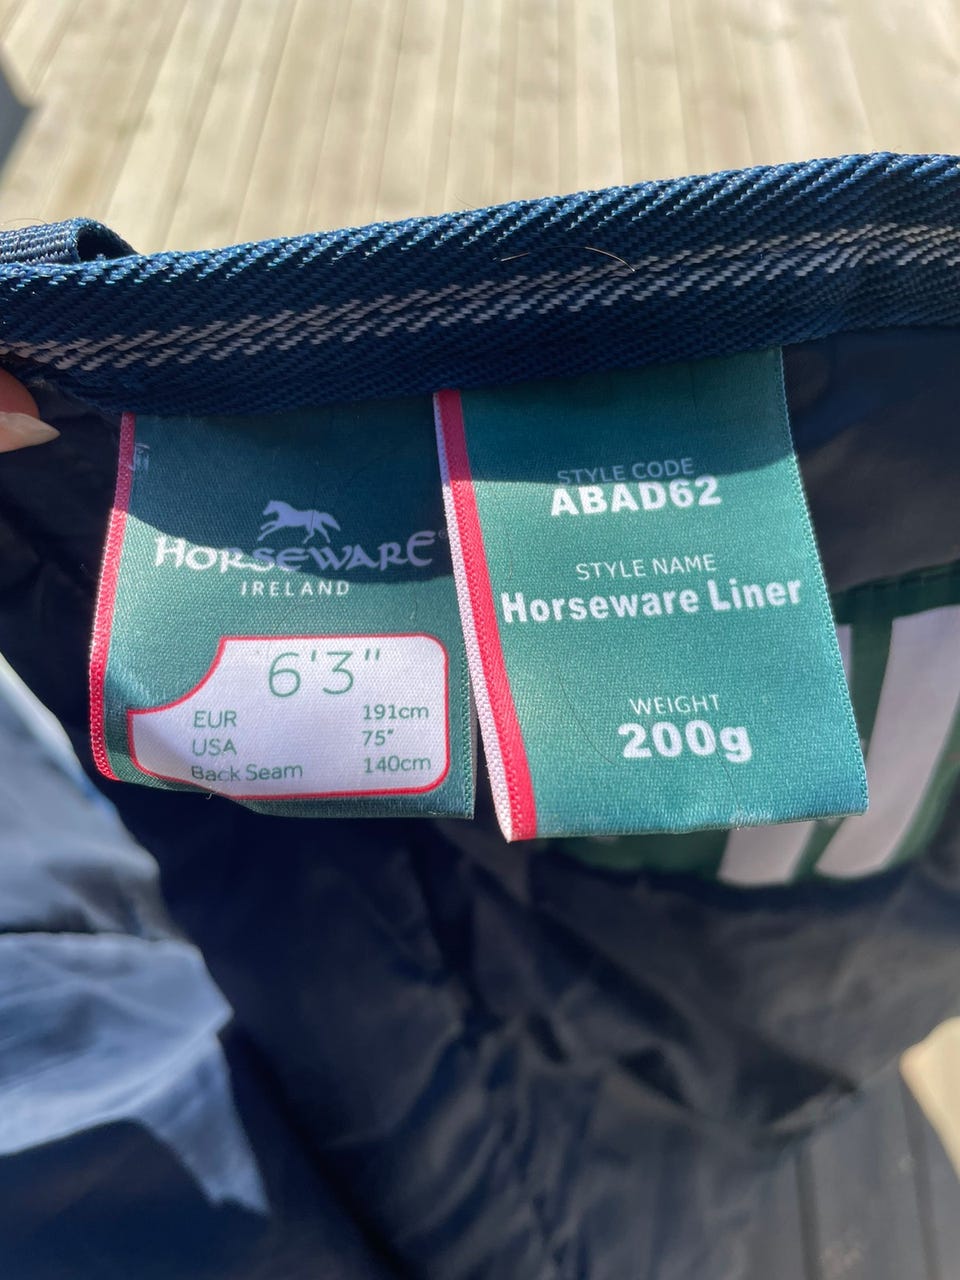 HORSEWARE®
IRELAND
6'3"
EUR 191cm
USA 75"
Back Seam 140cm
STYLE CODE
ABAD62
STYLE NAME
Horseware Liner
WEIGHT
200g